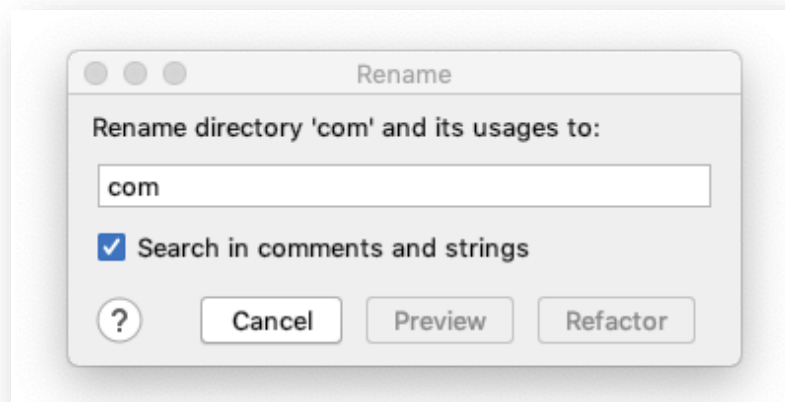 Rename
Rename directory 'com' and its usages to:
com
Search in comments and strings
? Cancel Preview Refactor